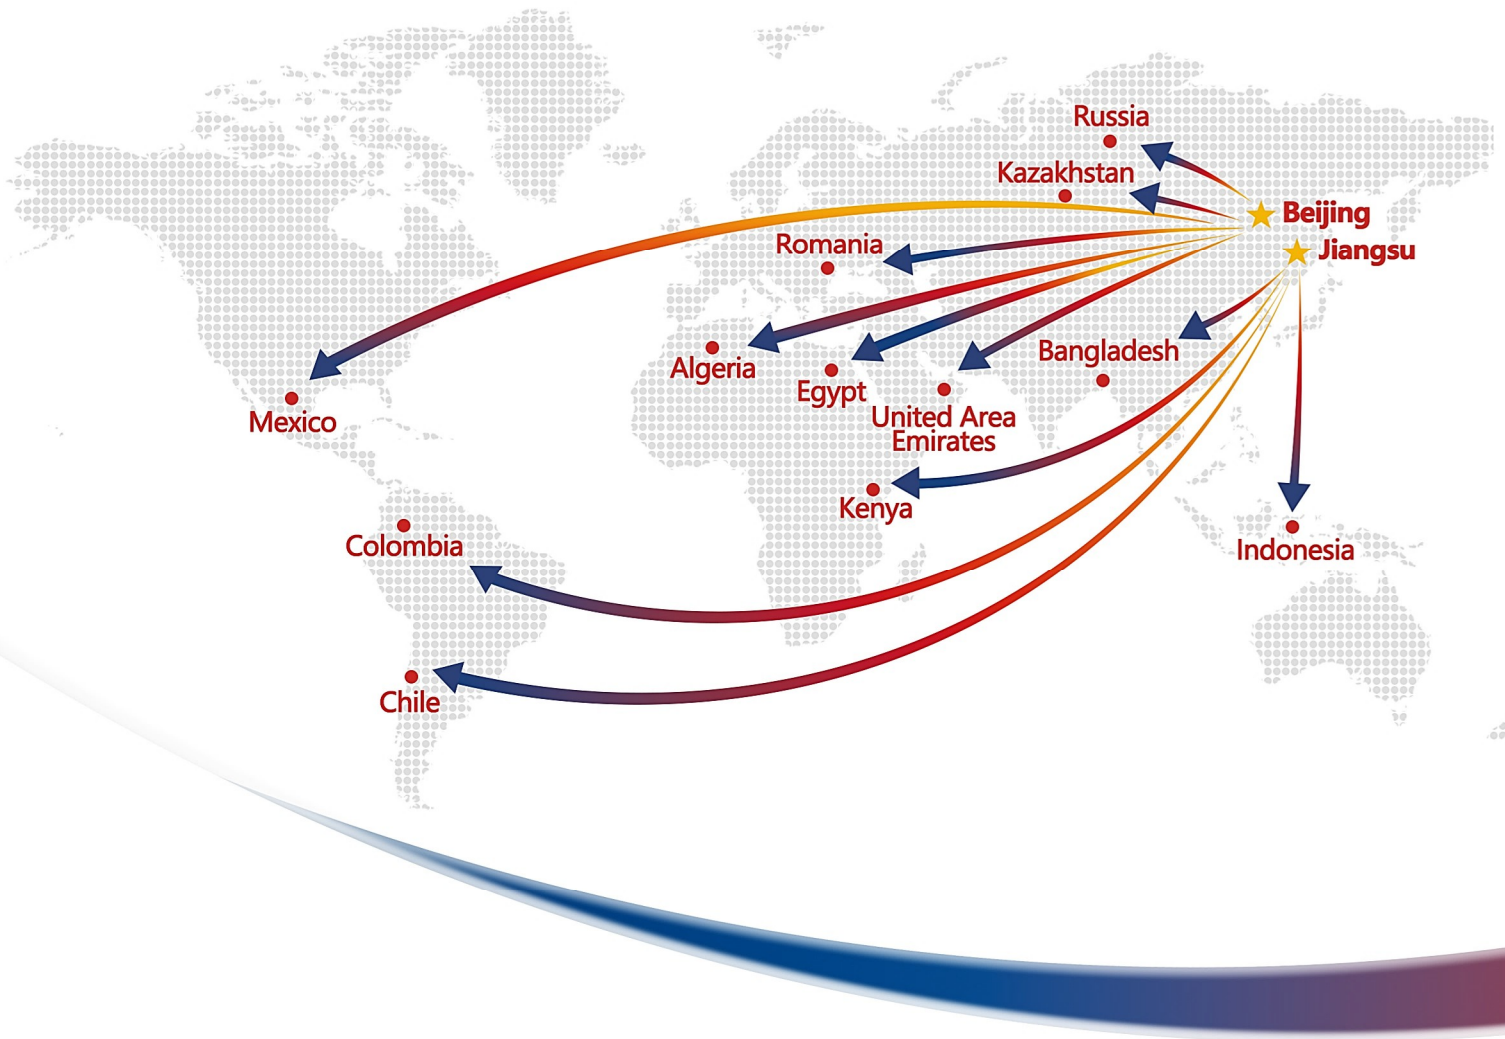 Russia
Kazakhstan
Beijing
Romania
Jiangsu
Bangladesh
Algeria
Egypt
United Area
Emirates
Mexico
Kenya
Colombia
Indonesia
Chile